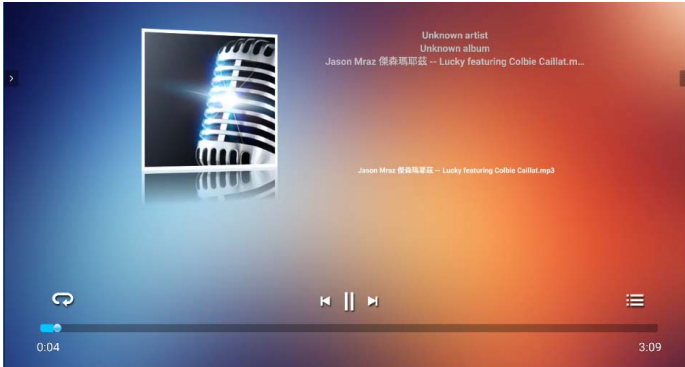 Unknown artist
Unknown album
Jason Mraz 傑森瑪耶茲 -- Lucky featuring Colbie Caillat.m...
Jason Mraz 傑森瑪耶茲 -- Lucky featuring Colbie Caillat.mp3
0:04
3:09